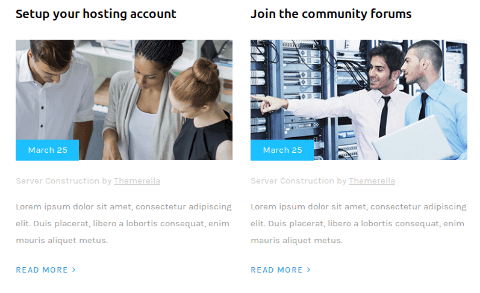 Setup your hosting account
March 25
Server Construction by Themerella
Lorem ipsum dolor sit amet, consectetur adipiscing
elit. Duis placerat, libero a lobortis consequat, enim
mauris aliquet metus.
READ MORE >
Join the community forums
March 25
Server Construction by Themerella
Lorem ipsum dolor sit amet, consectetur adipiscing
elit. Duis placerat, libero a lobortis consequat, enim
mauris aliquet metus.
READ MORE >